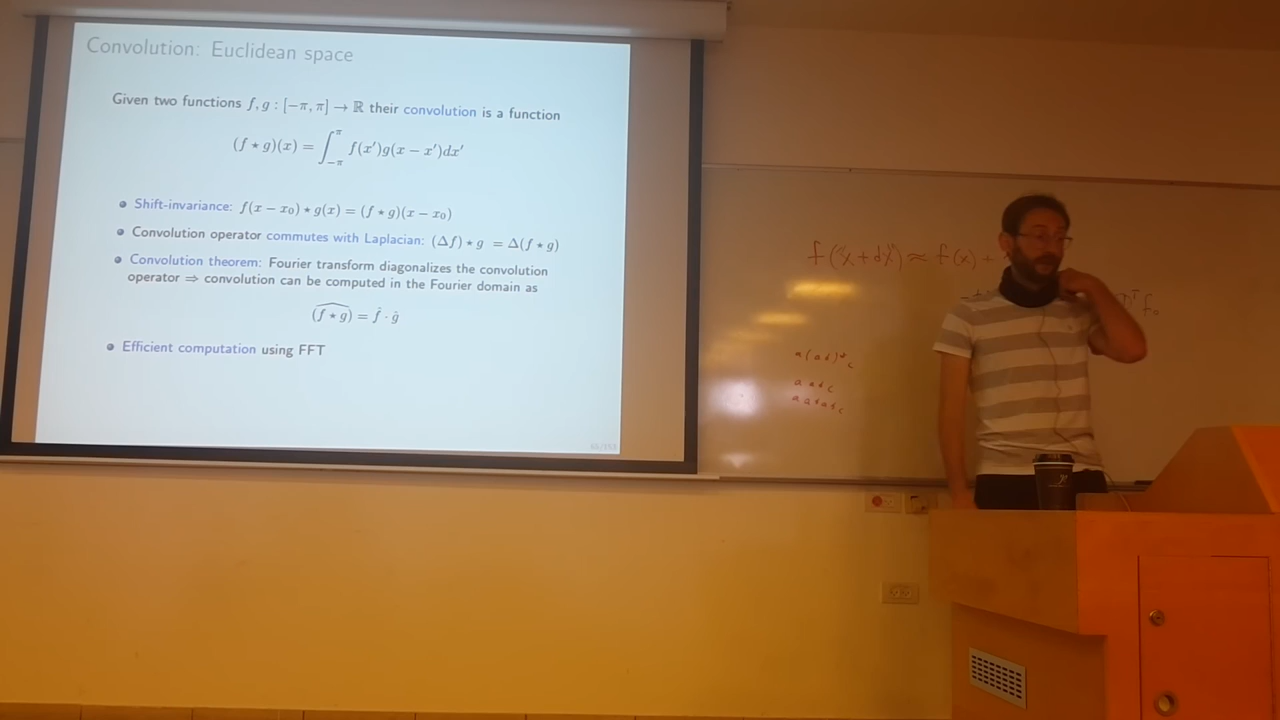 Convolution: Euclidean space
Given two functions f, g : [−π, π] → ℝ their convolution is a function
(f ⋆ g)(x) = ∫_{−π}^{π} f(x′)g(x − x′)dx′
• Shift-invariance: f(x − x₀) ⋆ g(x) = (f ⋆ g)(x − x₀)
• Convolution operator commutes with Laplacian: (Δf) ⋆ g = Δ(f ⋆ g)
• Convolution theorem: Fourier transform diagonalizes the convolution
operator ⇒ convolution can be computed in the Fourier domain as
\widehat{(f ⋆ g)} = f̂ · ĝ
• Efficient computation using FFT
f(x+dx) ≈ f(x) +